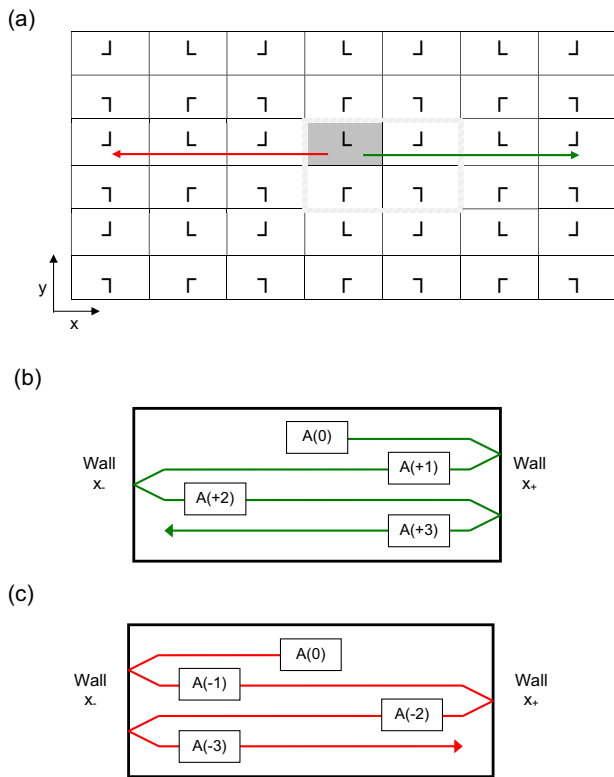 (a)
y
x
(b)
A(0)
Wall
x-
A(+1)
Wall
x+
A(+2)
A(+3)
(c)
A(0)
Wall
x-
A(-1)
Wall
x+
A(-2)
A(-3)